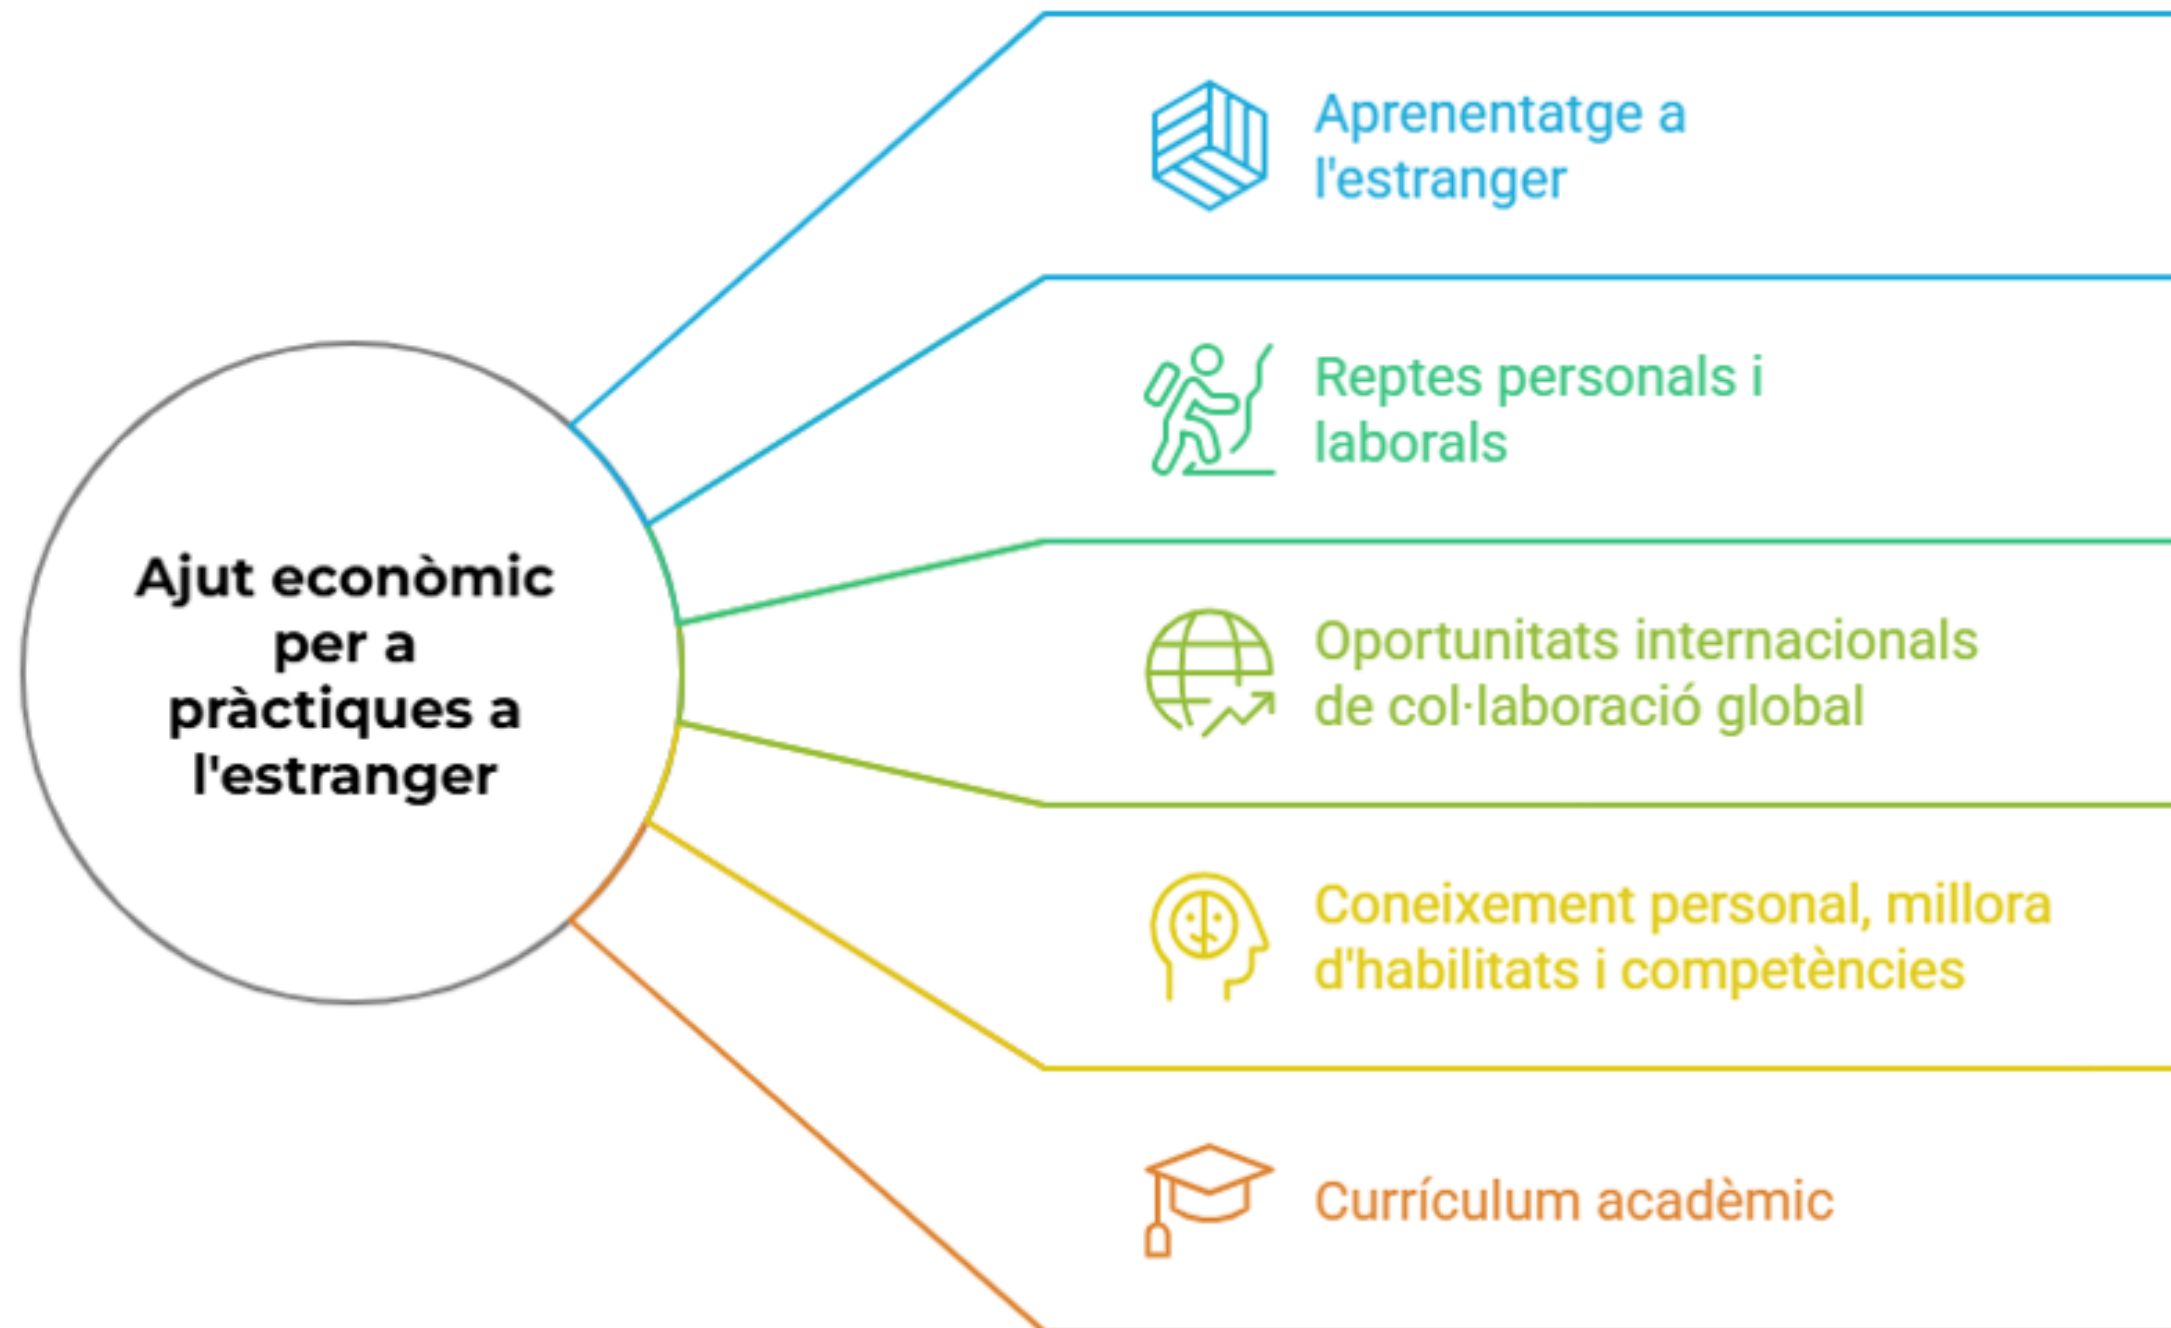 Ajut econòmic
per a
pràctiques a
l'estranger
Aprenentatge a
l'estranger
Reptes personals i
laborals
Oportunitats internacionals
de col·laboració global
Coneixement personal, millora
d'habilitats i competències
Currículum acadèmic